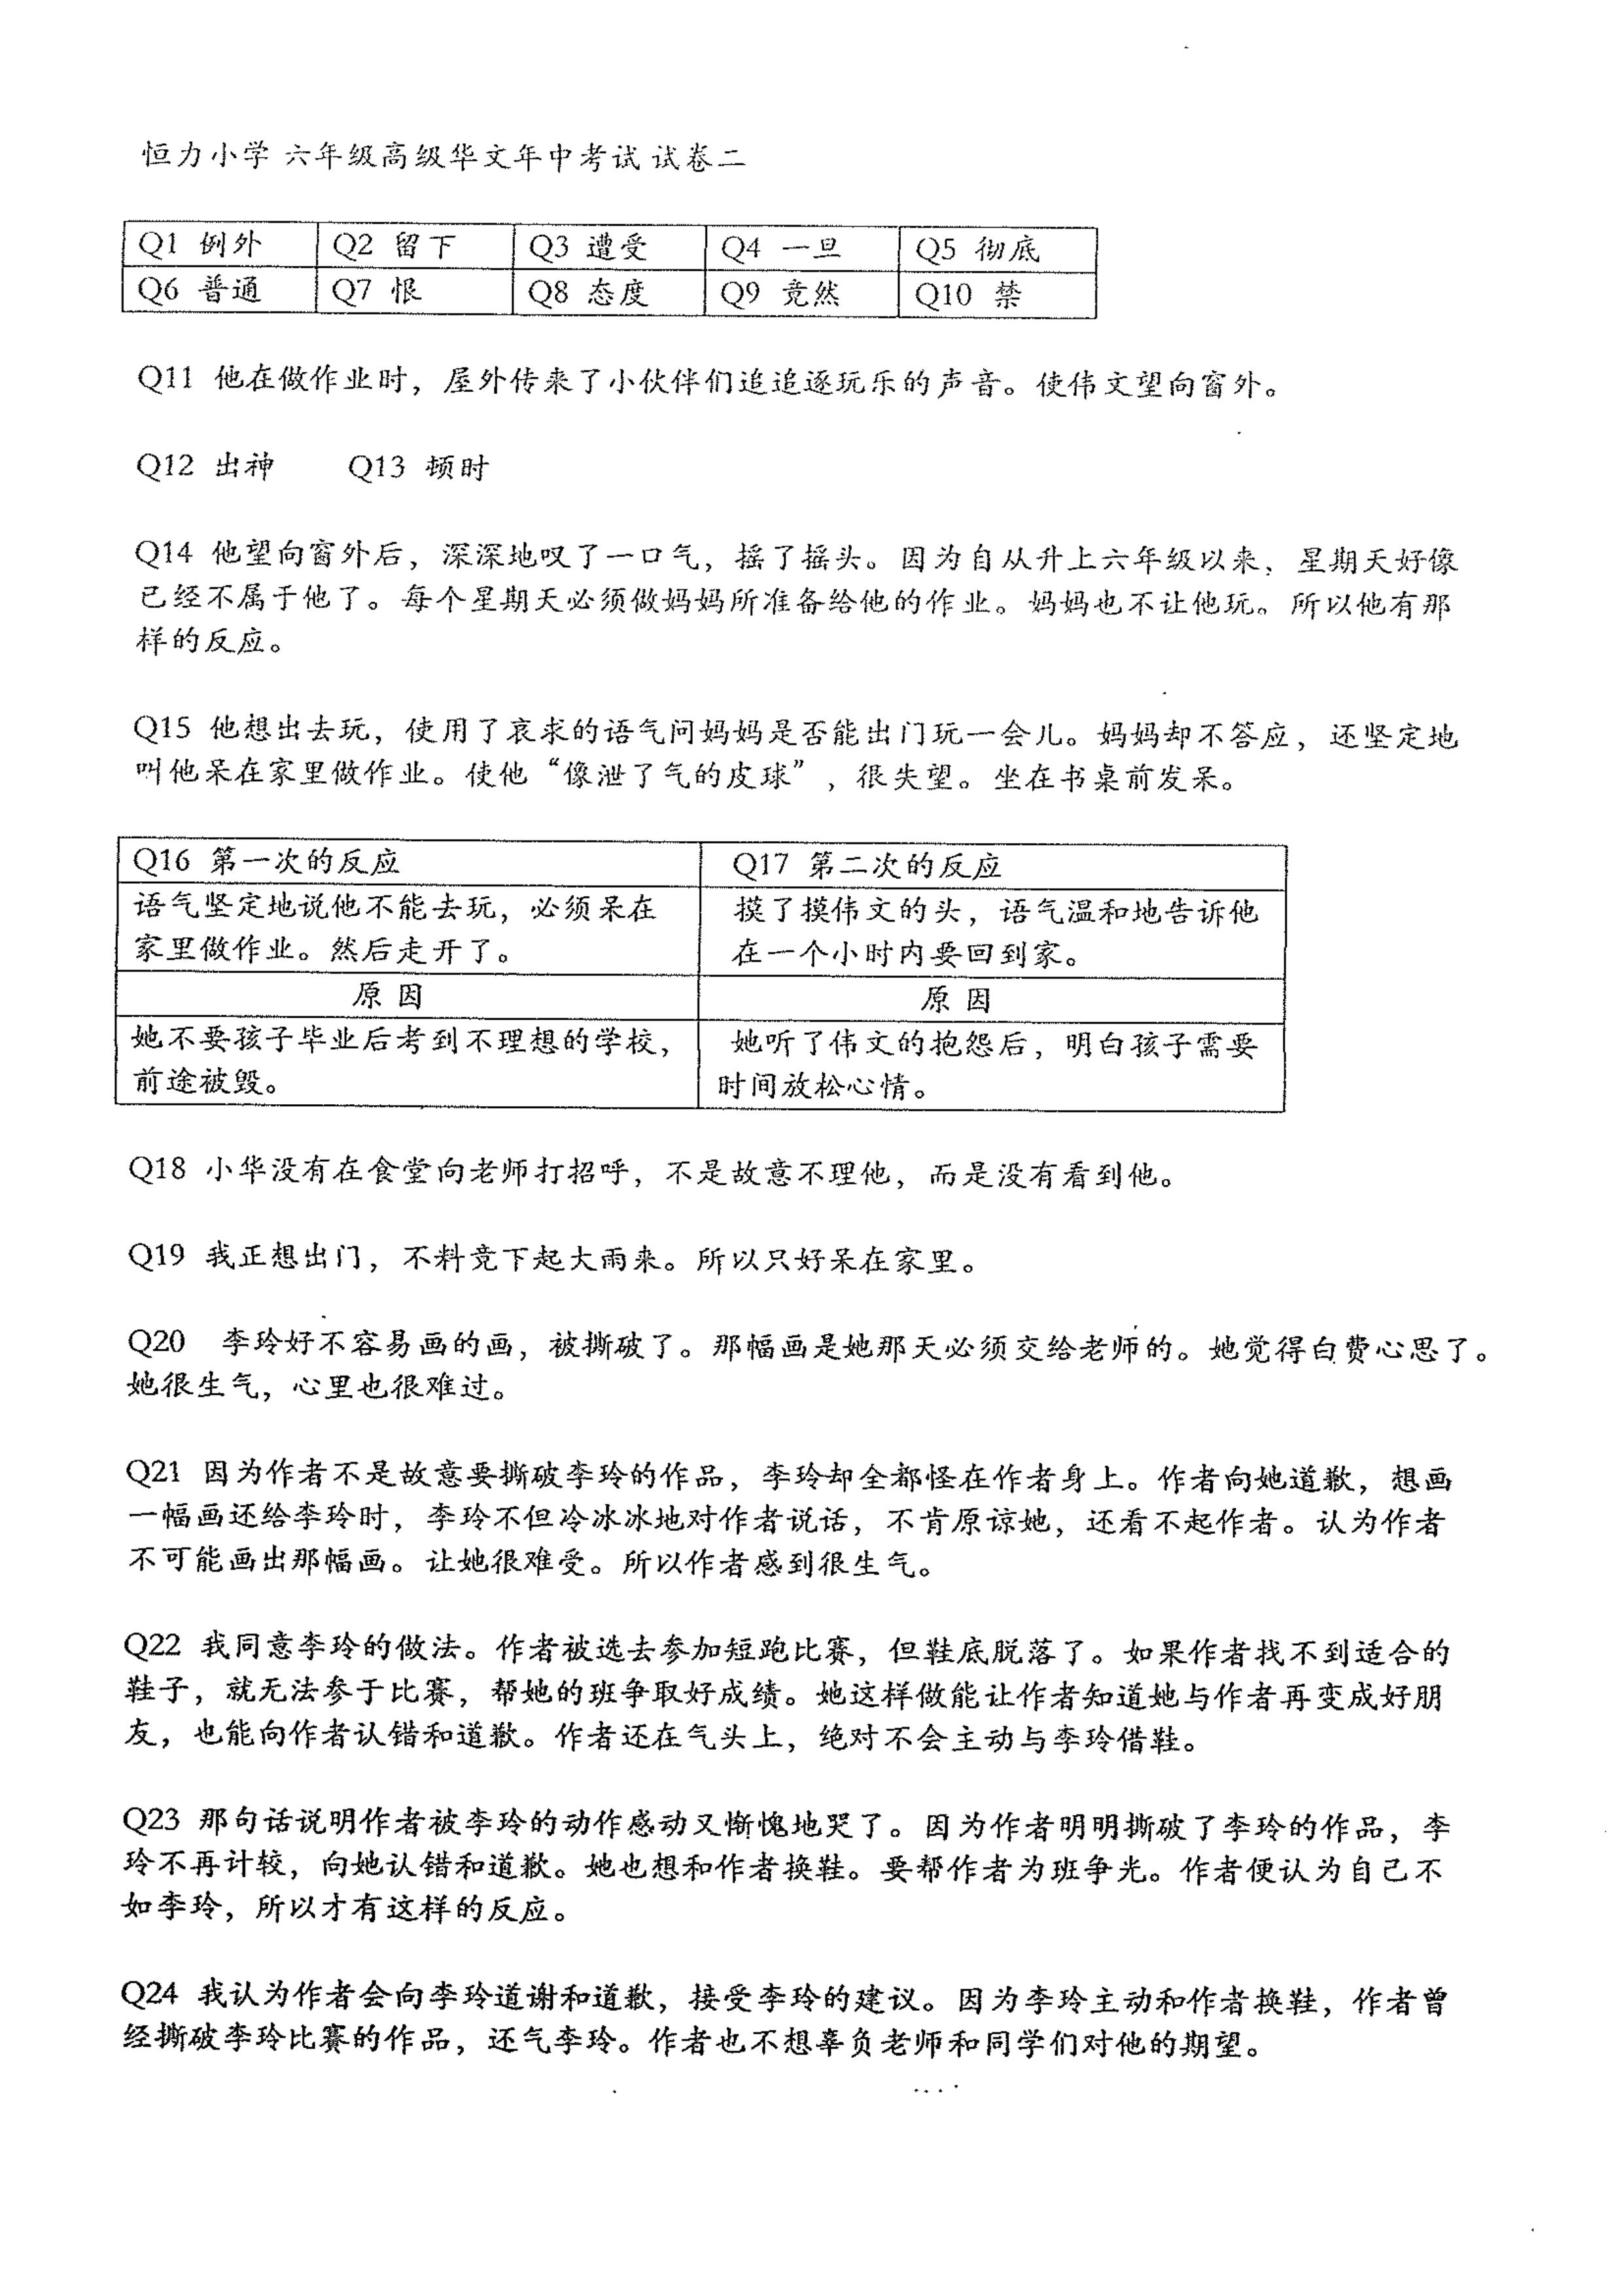 恒力小学 六年级高级华文年中考试 试卷二
Q1 例外 Q2 留下 Q3 遭受 Q4 一旦 Q5 彻底
Q6 普通 Q7 恨 Q8 态度 Q9 竟然 Q10 禁
Q11 他在做作业时，屋外传来了小伙伴们追追逐玩乐的声音。使伟文望向窗外。
Q12 出神 Q13 顿时
Q14 他望向窗外后，深深地叹了一口气，摇了摇头。因为自从升上六年级以来，星期天好像
已经不属于他了。每个星期天必须做妈妈所准备给他的作业。妈妈也不让他玩。所以他有那
样的反应。
Q15 他想出去玩，使用了哀求的语气问妈妈是否能出门玩一会儿。妈妈却不答应，还坚定地
叫他呆在家里做作业。使他“像泄了气的皮球”，很失望。坐在书桌前发呆。
Q16 第一次的反应 Q17 第二次的反应
语气坚定地说他不能去玩，必须呆在 摸了摸伟文的头，语气温和地告诉他
家里做作业。然后走开了。 在一个小时内要回到家。
原 因 原 因
她不要孩子毕业后考到不理想的学校， 她听了伟文的抱怨后，明白孩子需要
前途被毁。 时间放松心情。
Q18 小华没有在食堂向老师打招呼，不是故意不理他，而是没有看到他。
Q19 我正想出门，不料竞下起大雨来。所以只好呆在家里。
Q20 李玲好不容易画的画，被撕破了。那幅画是她那天必须交给老师的。她觉得白费心思了。
她很生气，心里也很难过。
Q21 因为作者不是故意要撕破李玲的作品，李玲却全都怪在作者身上。作者向她道歉，想画
一幅画还给李玲时，李玲不但冷冰冰地对作者说话，不肯原谅她，还看不起作者。认为作者
不可能画出那幅画。让她很难受。所以作者感到很生气。
Q22 我同意李玲的做法。作者被选去参加短跑比赛，但鞋底脱落了。如果作者找不到适合的
鞋子，就无法参于比赛，帮她的班争取好成绩。她这样做能让作者知道她与作者再变成好朋
友，也能向作者认错和道歉。作者还在气头上，绝对不会主动与李玲借鞋。
Q23 那句话说明作者被李玲的动作感动又惭愧地哭了。因为作者明明撕破了李玲的作品，李
玲不再计较，向她认错和道歉。她也想和作者换鞋。要帮作者为班争光。作者便认为自己不
如李玲，所以才有这样的反应。
Q24 我认为作者会向李玲道谢和道歉，接受李玲的建议。因为李玲主动和作者换鞋，作者曾
经撕破李玲比赛的作品，还气李玲。作者也不想辜负老师和同学们对他的期望。